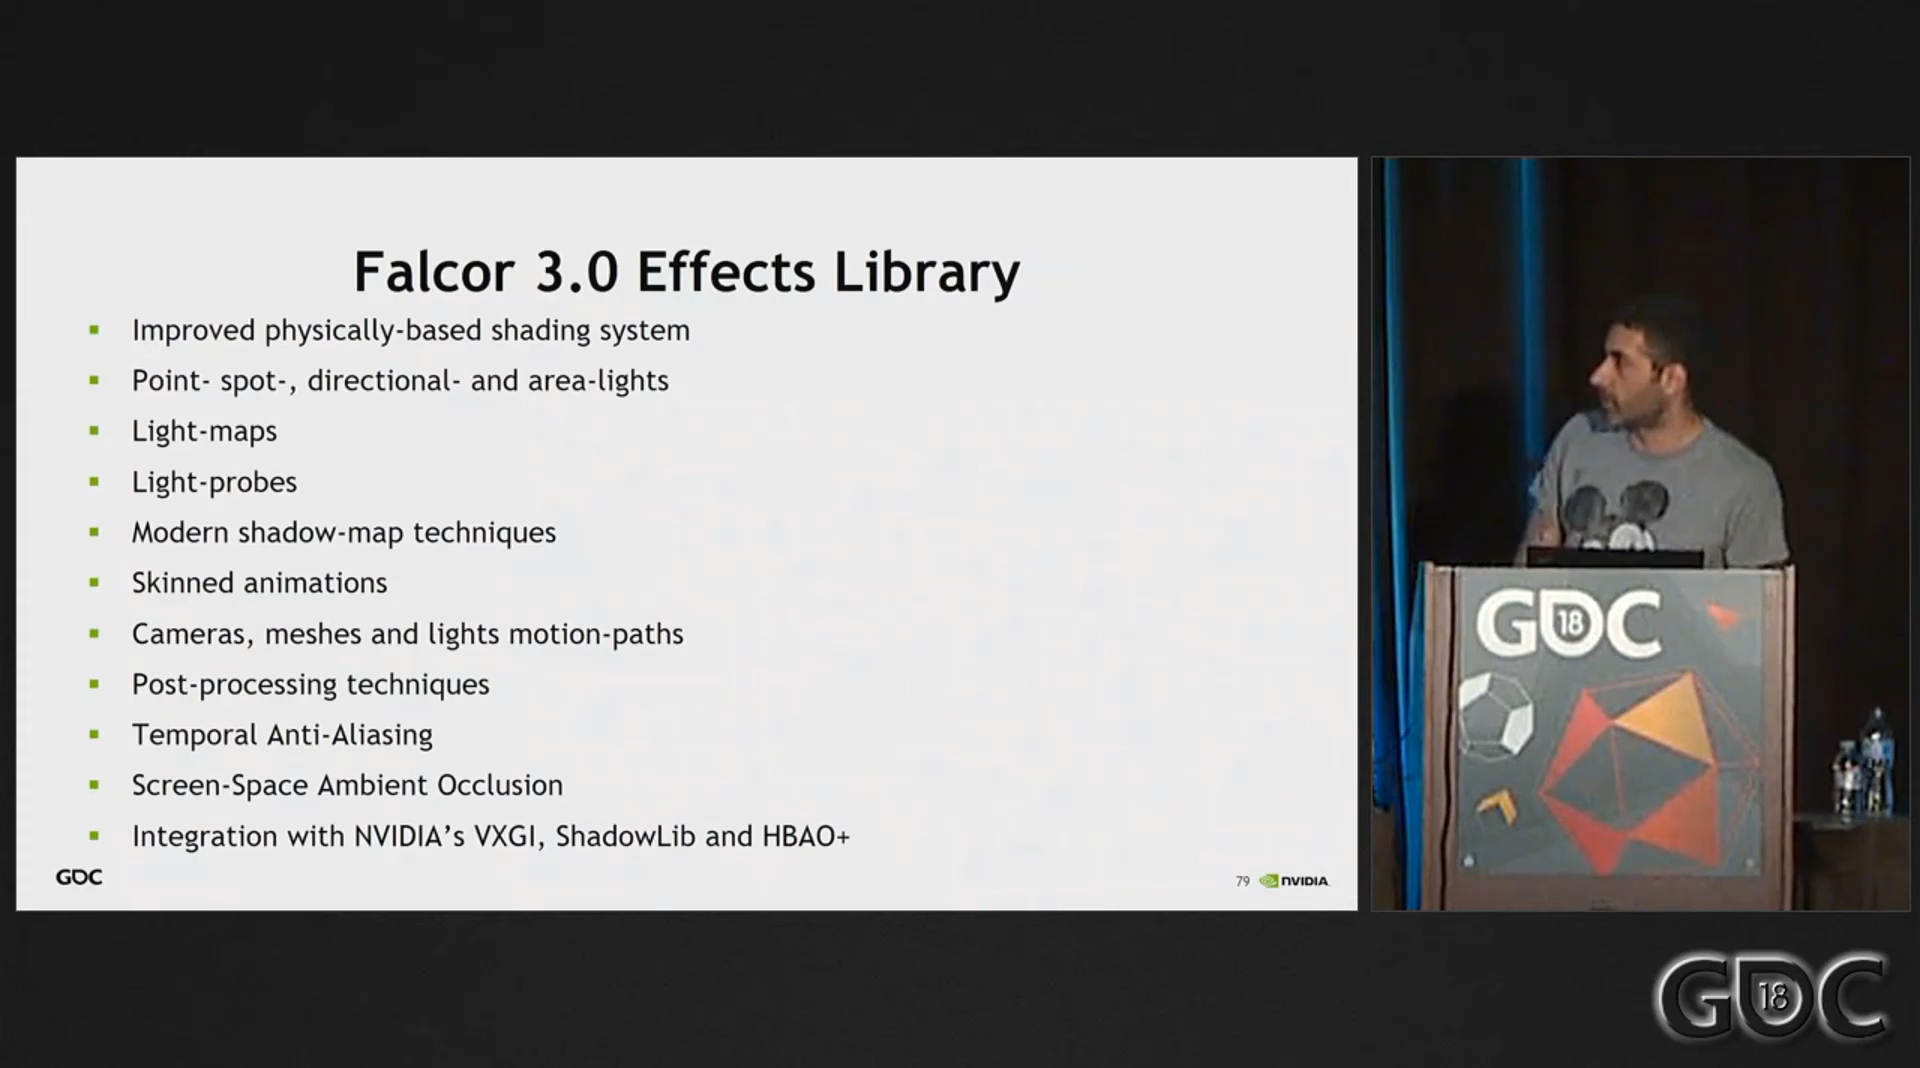 Falcor 3.0 Effects Library
Improved physically-based shading system
Point- spot-, directional- and area-lights
Light-maps
Light-probes
Modern shadow-map techniques
Skinned animations
Cameras, meshes and lights motion-paths
Post-processing techniques
Temporal Anti-Aliasing
Screen-Space Ambient Occlusion
Integration with NVIDIA’s VXGI, ShadowLib and HBAO+
GDC
79 NVIDIA
GDC
18
GDC
18